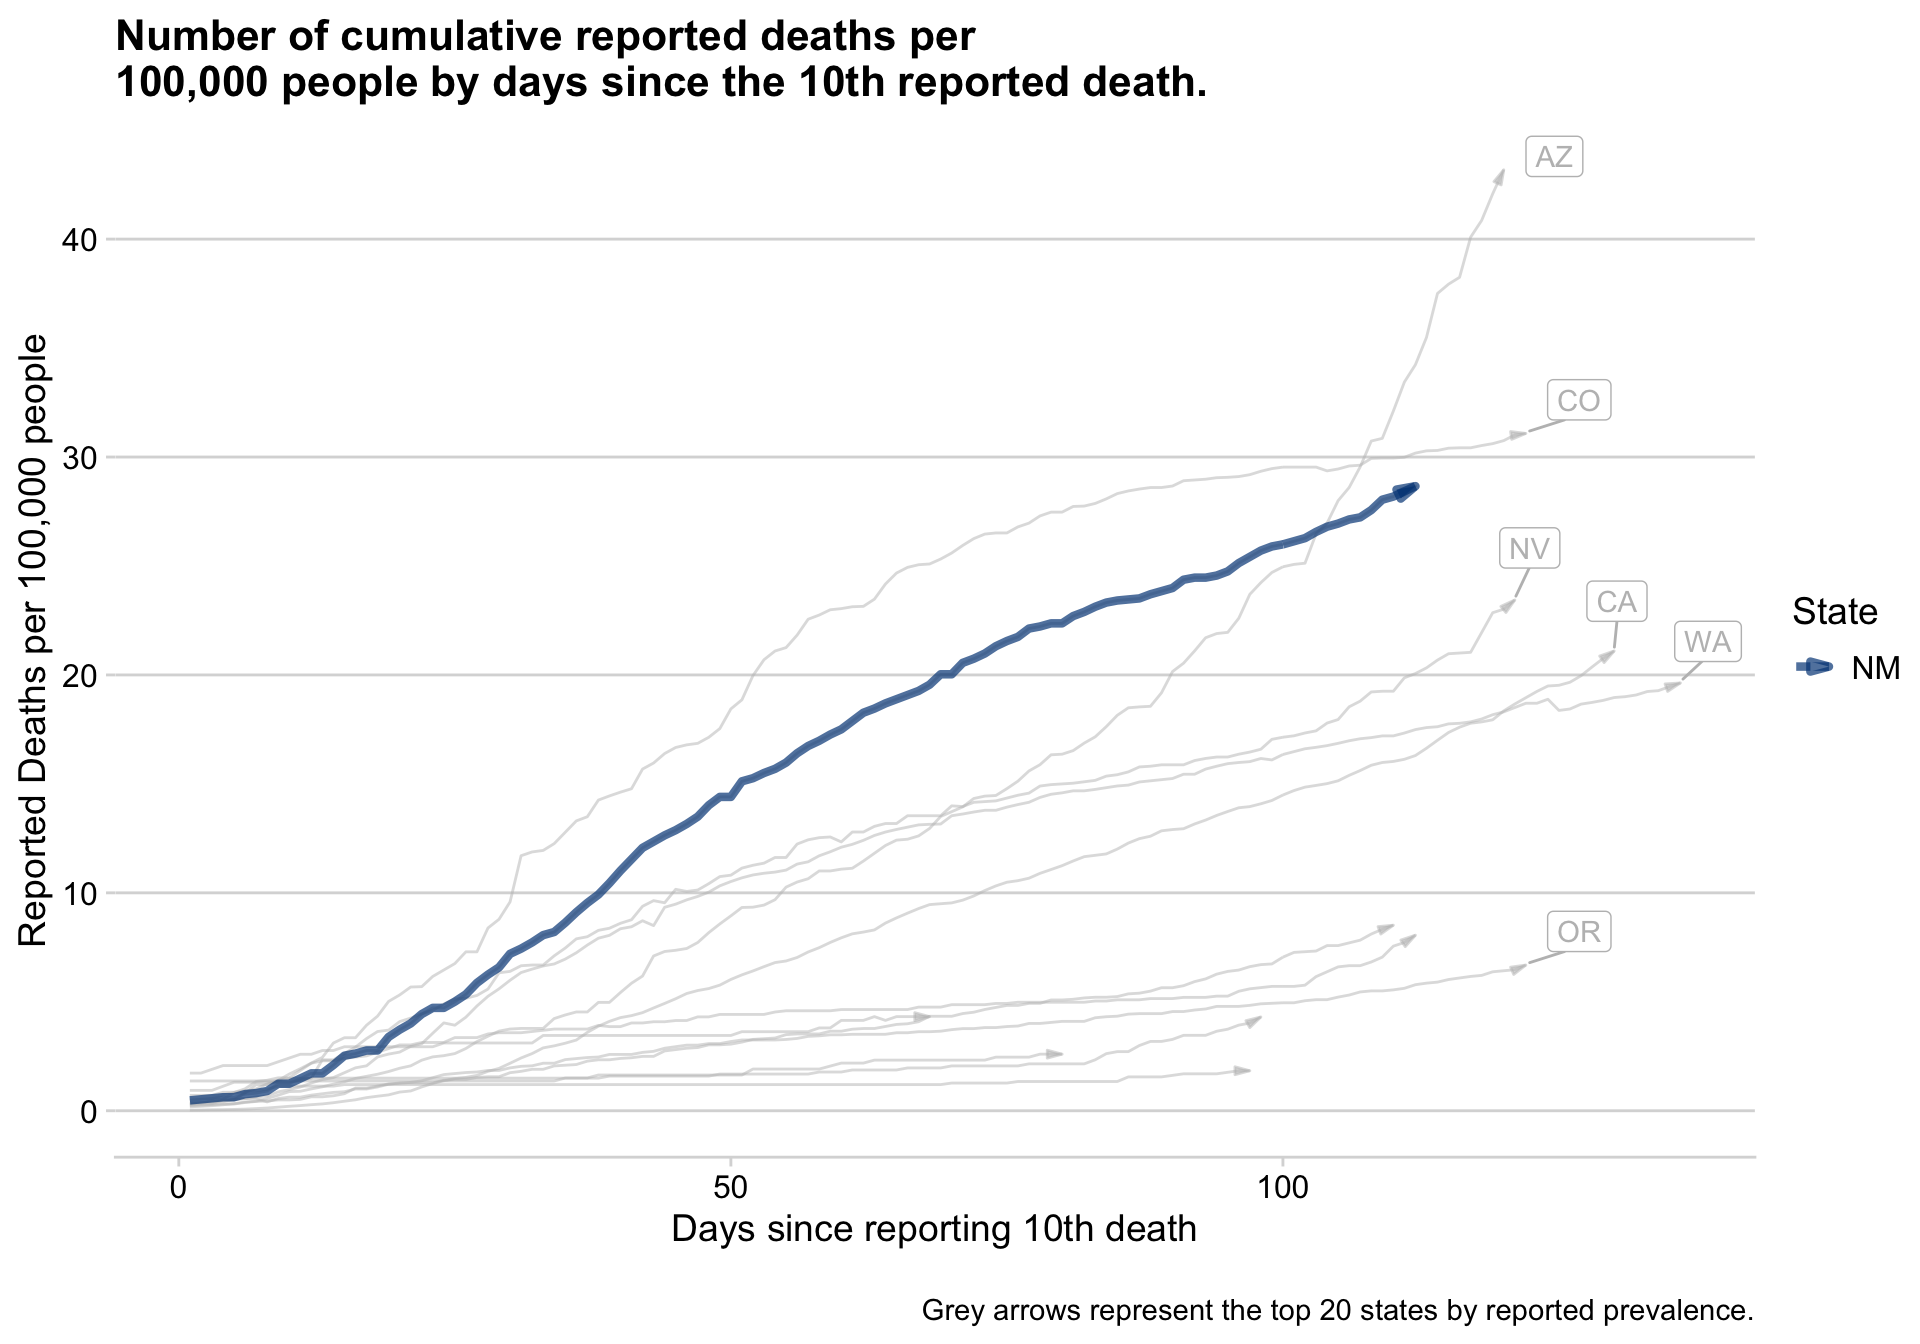 Number of cumulative reported deaths per
100,000 people by days since the 10th reported death.
Reported Deaths per 100,000 people
40
30
20
10
0
AZ
CO
NV
CA
WA
OR
State
NM
0
50
100
Days since reporting 10th death
Grey arrows represent the top 20 states by reported prevalence.